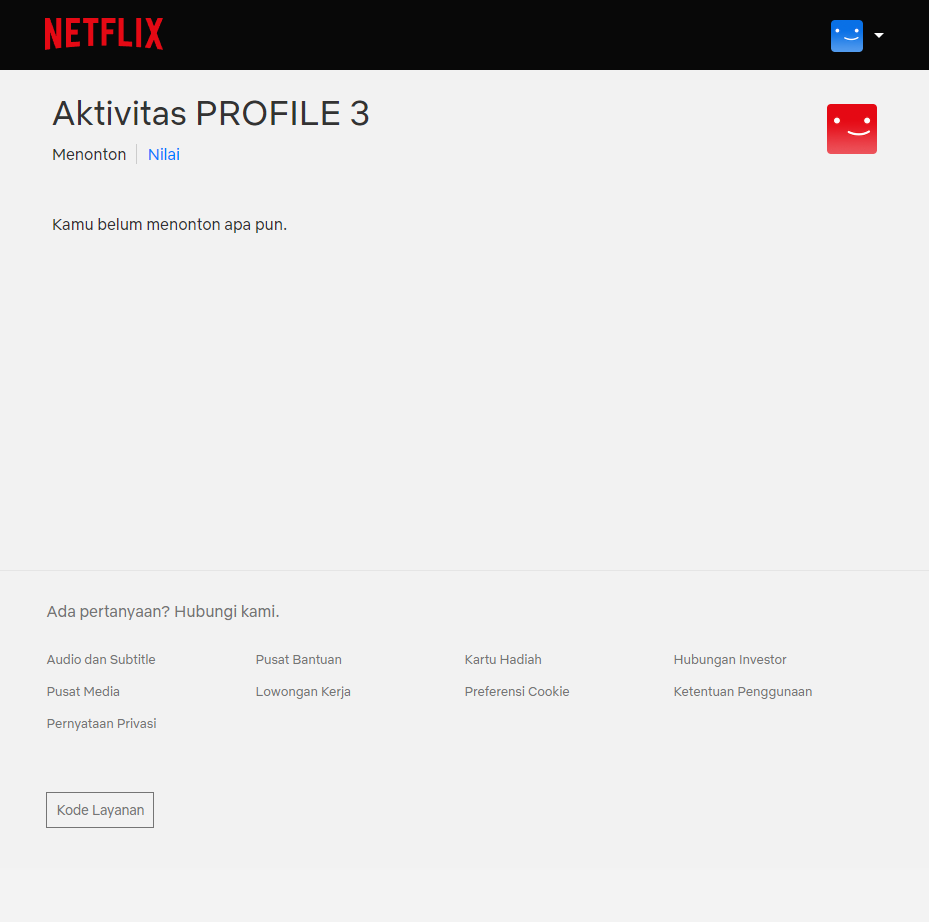 NETFLIX
Aktivitas PROFILE 3
Menonton Nilai
Kamu belum menonton apa pun.
Ada pertanyaan? Hubungi kami.
Audio dan Subtitle Pusat Bantuan Kartu Hadiah Hubungan Investor
Pusat Media Lowongan Kerja Preferensi Cookie Ketentuan Penggunaan
Pernyataan Privasi
Kode Layanan